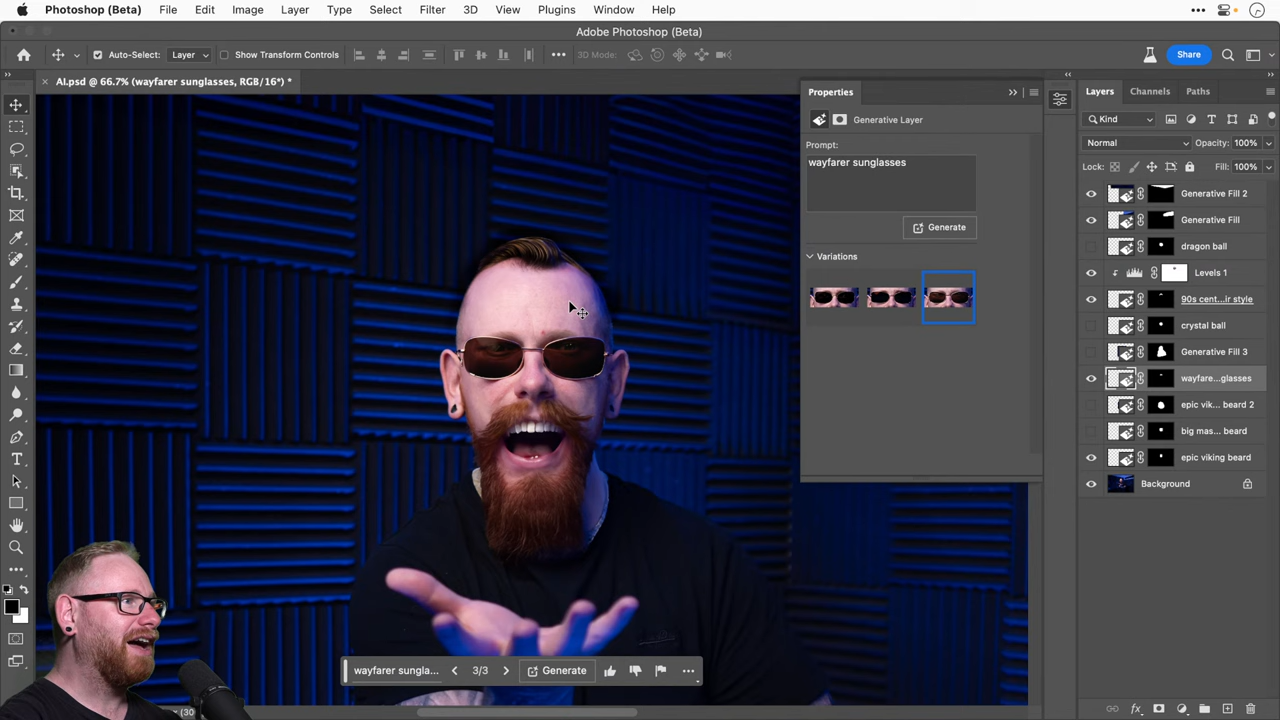 Photoshop (Beta) File Edit Image Layer Type Select Filter 3D View Plugins Window Help
Adobe Photoshop (Beta)
Auto-Select: Layer Show Transform Controls 3D Mode: Share
AI.psd @ 66.7% (wayfarer sunglasses, RGB/16*) *
Properties
Generative Layer
Prompt:
wayfarer sunglasses
Generate
Variations
Layers Channels Paths
Kind
Normal Opacity: 100%
Lock: Fill: 100%
Generative Fill 2
Generative Fill
dragon ball
Levels 1
90s cent...ir style
crystal ball
Generative Fill 3
wayfare...glasses
epic vik... beard 2
big mas... beard
epic viking beard
Background
wayfarer sungla... 3/3 Generate
(30